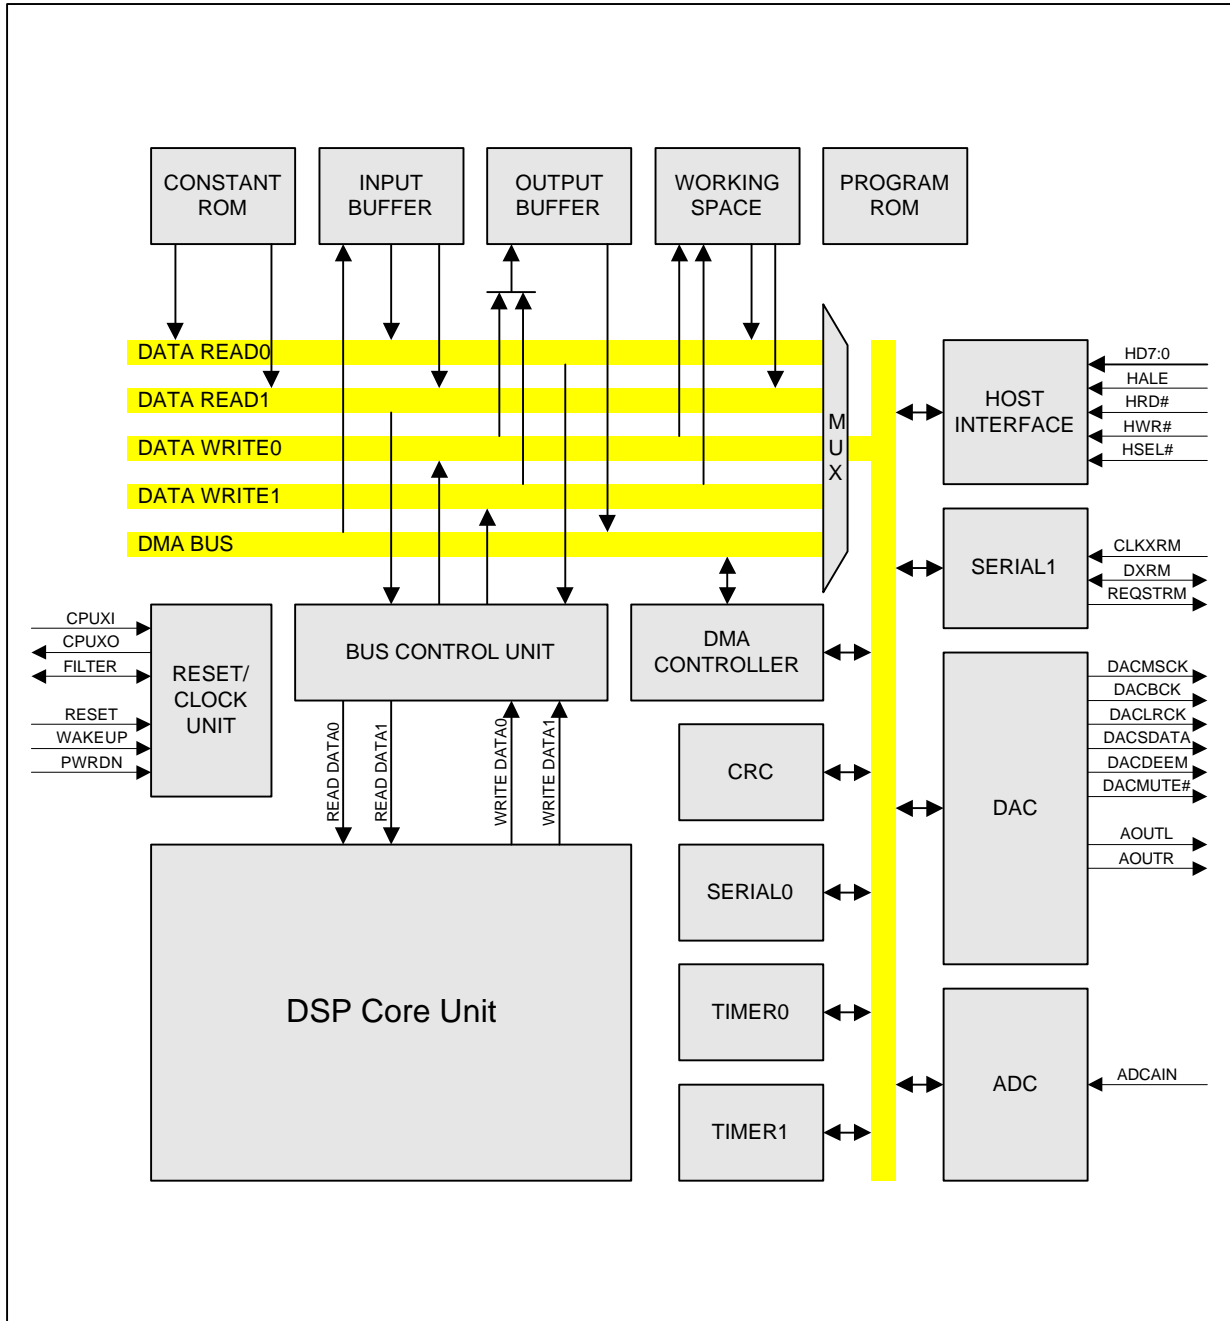 CONSTANT
ROM
INPUT
BUFFER
OUTPUT
BUFFER
WORKING
SPACE
PROGRAM
ROM
DATA READ0
DATA READ1
DATA WRITE0
DATA WRITE1
DMA BUS
M
U
X
HOST
INTERFACE
HD7:0
HALE
HRD#
HWR#
HSEL#
SERIAL1
CLKXRM
DXRM
REQSTRM
CPUXI
CPUXO
FILTER
RESET
WAKEUP
PWRDN
RESET/
CLOCK
UNIT
BUS CONTROL UNIT
DMA
CONTROLLER
READ DATA0
READ DATA1
WRITE DATA0
WRITE DATA1
CRC
SERIAL0
TIMER0
TIMER1
DSP Core Unit
DAC
DACMSCK
DACBCK
DACLRCK
DACSDATA
DACDEEM
DACMUTE#
AOUTL
AOUTR
ADC
ADCAIN